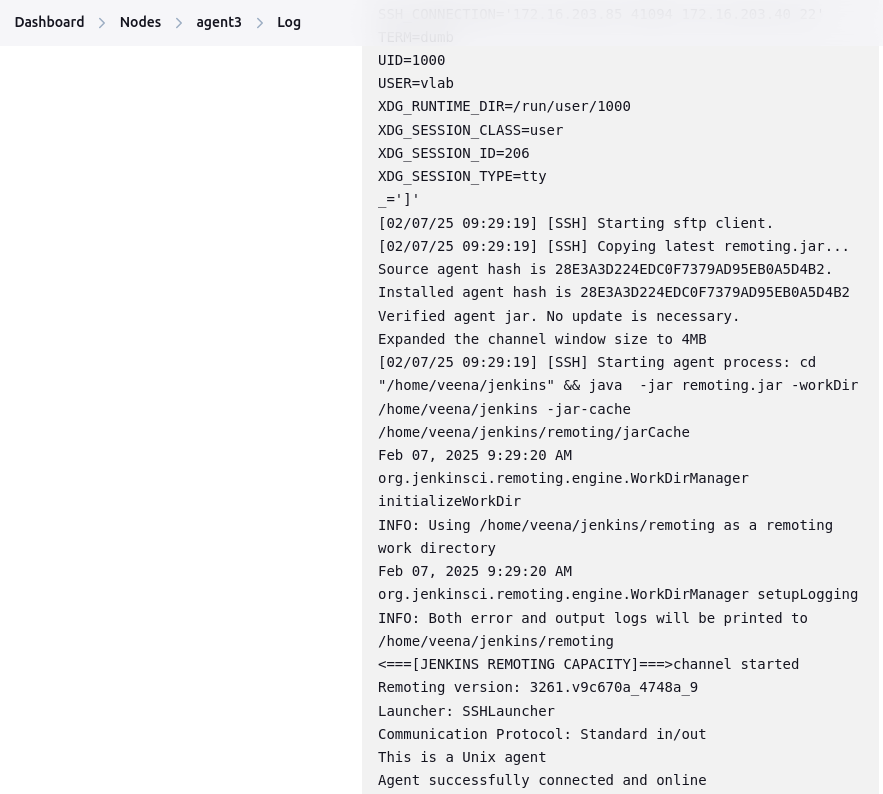 Dashboard > Nodes > agent3 > Log
SSH_CONNECTION='172.16.203.85 41094 172.16.202.40 22'
TERM=dumb
UID=1000
USER=vlab
XDG_RUNTIME_DIR=/run/user/1000
XDG_SESSION_CLASS=user
XDG_SESSION_ID=206
XDG_SESSION_TYPE=tty
_=']'
[02/07/25 09:29:19] [SSH] Starting sftp client.
[02/07/25 09:29:19] [SSH] Copying latest remoting.jar...
Source agent hash is 28E3A3D224EDC0F7379AD95EB0A5D4B2.
Installed agent hash is 28E3A3D224EDC0F7379AD95EB0A5D4B2
Verified agent jar. No update is necessary.
Expanded the channel window size to 4MB
[02/07/25 09:29:19] [SSH] Starting agent process: cd
"/home/veena/jenkins" && java  -jar remoting.jar -workDir
/home/veena/jenkins -jar-cache
/home/veena/jenkins/remoting/jarCache
Feb 07, 2025 9:29:20 AM
org.jenkinsci.remoting.engine.WorkDirManager
initializeWorkDir
INFO: Using /home/veena/jenkins/remoting as a remoting
work directory
Feb 07, 2025 9:29:20 AM
org.jenkinsci.remoting.engine.WorkDirManager setupLogging
INFO: Both error and output logs will be printed to
/home/veena/jenkins/remoting
<===[JENKINS REMOTING CAPACITY]===>channel started
Remoting version: 3261.v9c670a_4748a_9
Launcher: SSHLauncher
Communication Protocol: Standard in/out
This is a Unix agent
Agent successfully connected and online